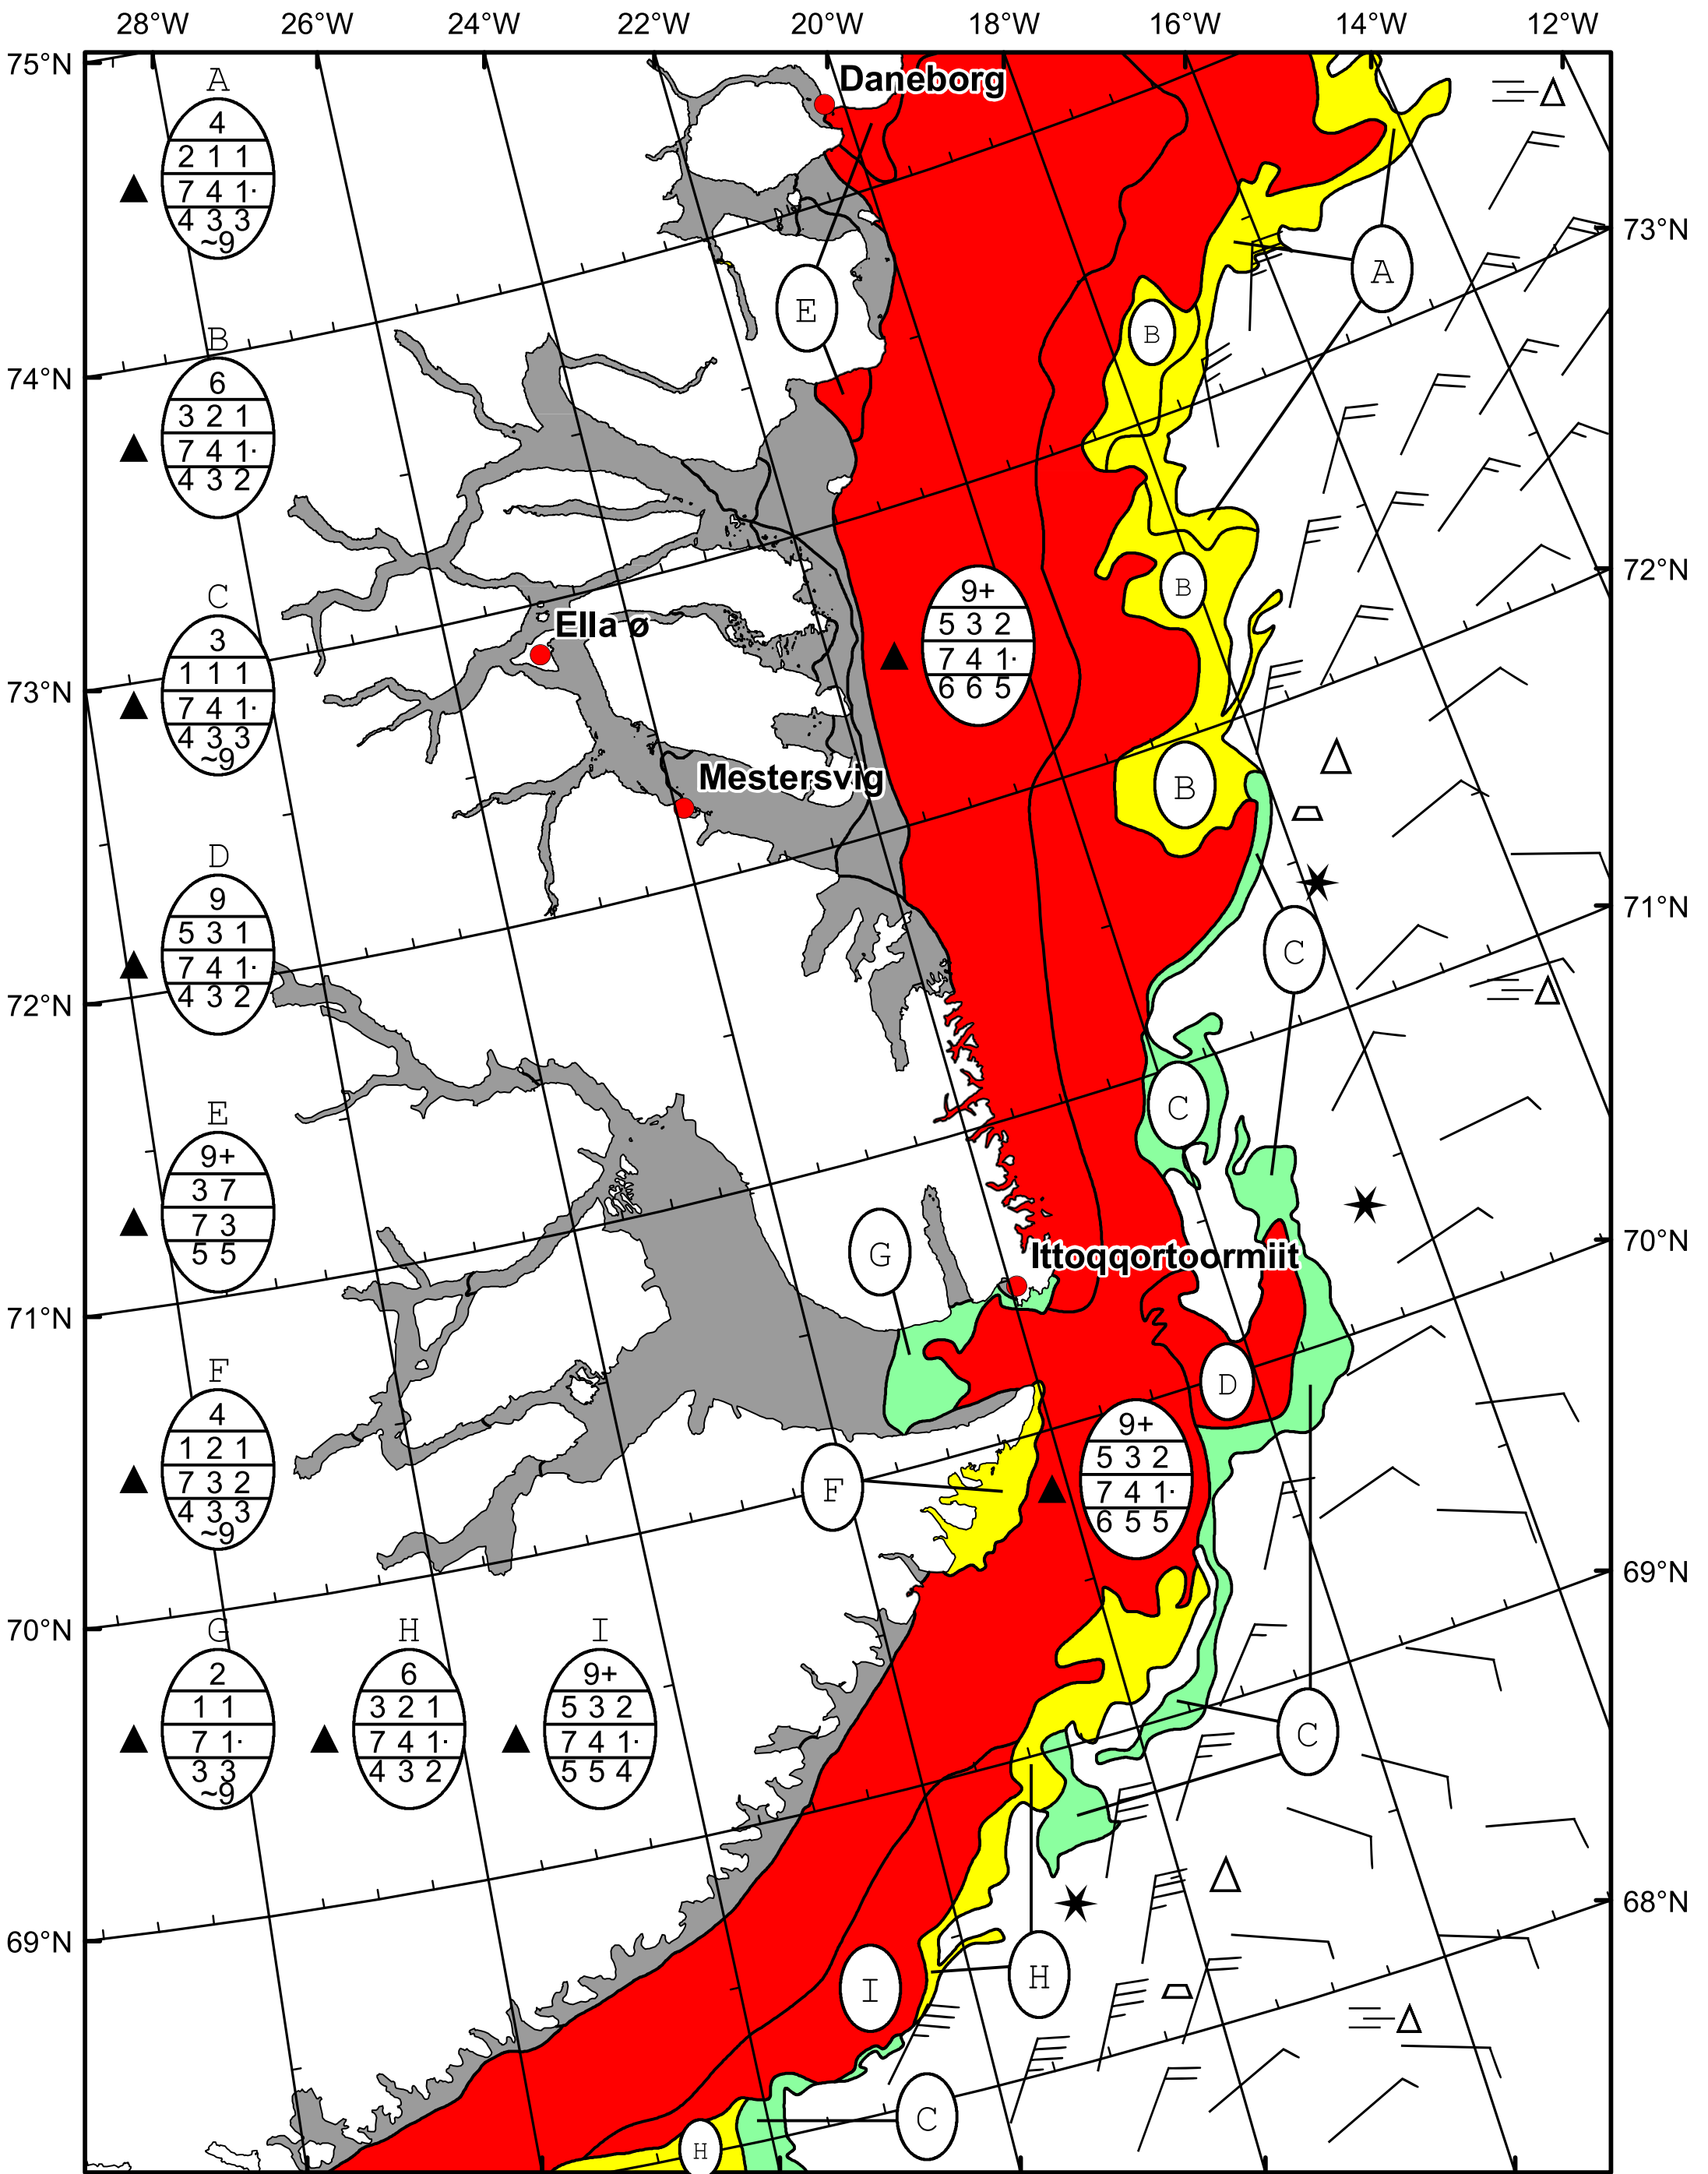 28°W 26°W 24°W 22°W 20°W 18°W 16°W 14°W 12°W
75°N
Daneborg
A
4
2 1 1
7 4 1·
4 3 3
~9
73°N
A
E
B
74°N
B
6
3 2 1
7 4 1·
4 3 2
72°N
B
9+
5 3 2
7 4 1·
6 6 5
C
3
1 1 1
7 4 1·
4 3 3
~9
Ella ø
73°N
Mestersvig
B
D
9
5 3 1
7 4 1·
4 3 2
71°N
C
72°N
C
E
9+
3 7
7 3
5 5
G
Ittoqqortoormiit
70°N
71°N
D
F
4
1 2 1
7 3 2
4 3 3
~9
9+
5 3 2
7 4 1·
6 5 5
F
69°N
70°N
G
2
1 1
7 1·
3 3
~9
H
6
3 2 1
7 4 1·
4 3 2
I
9+
5 3 2
7 4 1·
5 5 4
C
68°N
69°N
I
H
C
H